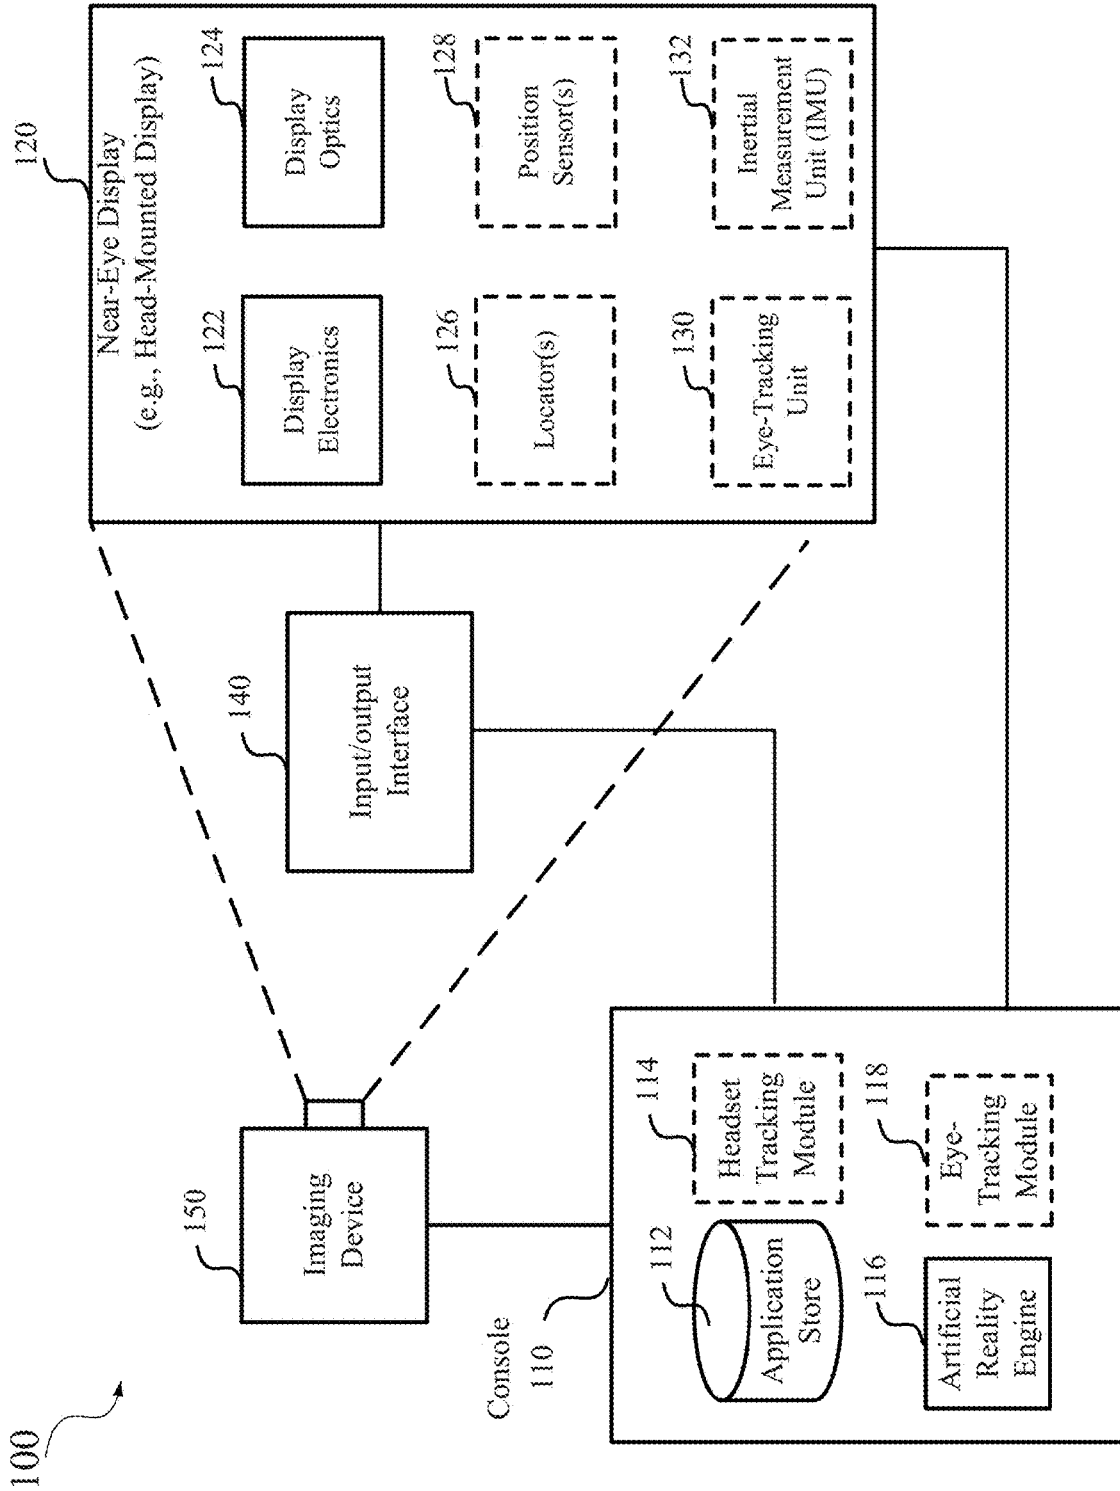 100
150
Imaging
Device
Console
110
112
Application
Store
114
Headset
Tracking
Module
116
Artificial
Reality
Engine
118
Eye-
Tracking
Module
140
Input/output
Interface
120
Near-Eye Display
(e.g., Head-Mounted Display)
122
Display
Electronics
124
Display
Optics
126
Locator(s)
128
Position
Sensor(s)
130
Eye-Tracking
Unit
132
Inertial
Measurement
Unit (IMU)